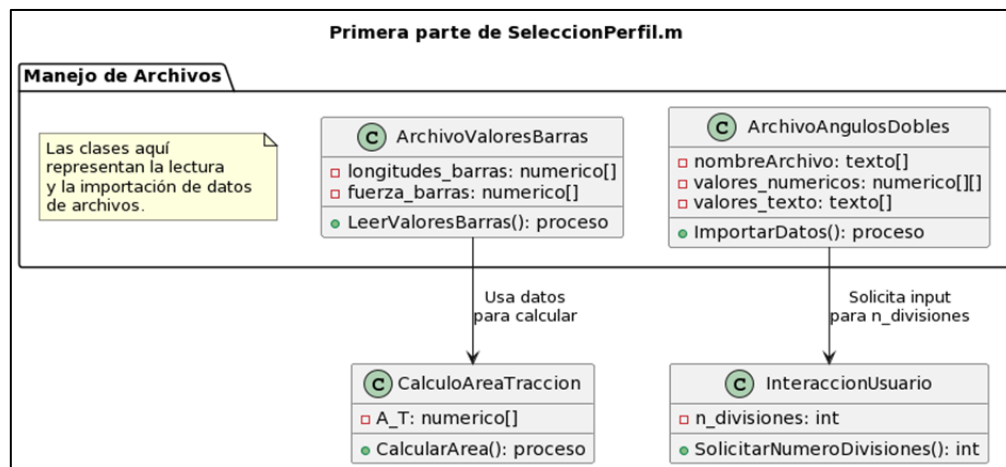 Primera parte de SeleccionPerfil.m
Manejo de Archivos
Las clases aquí
representan la lectura
y la importación de datos
de archivos.
C ArchivoValoresBarras
longitudes_barras: numerico[]
fuerza_barras: numerico[]
LeerValoresBarras(): proceso
C ArchivoAngulosDobles
nombreArchivo: texto[]
valores_numericos: numerico[][]
valores_texto: texto[]
ImportarDatos(): proceso
Usa datos
para calcular
Solicita input
para n_divisiones
C CalculoAreaTraccion
A_T: numerico[]
CalcularArea(): proceso
C InteraccionUsuario
n_divisiones: int
SolicitarNumeroDivisiones(): int